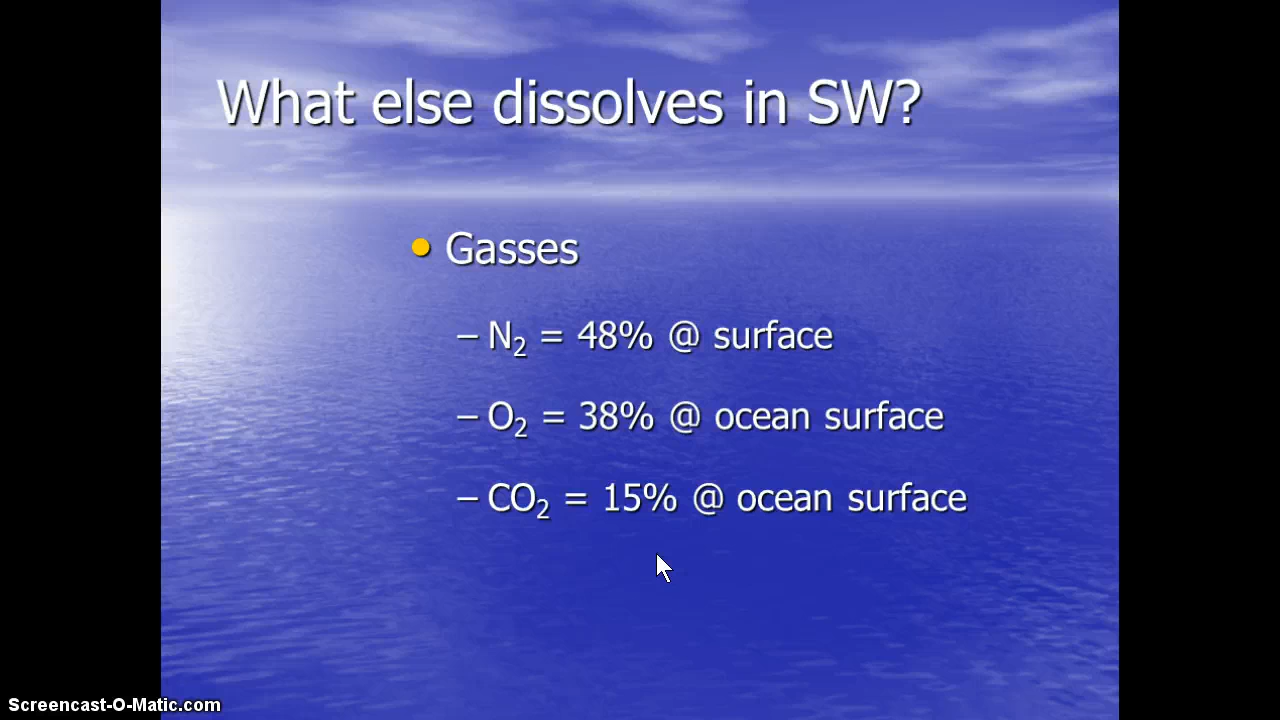 What else dissolves in SW?
• Gasses
– N₂ = 48% @ surface
– O₂ = 38% @ ocean surface
– CO₂ = 15% @ ocean surface
Screencast-O-Matic.com